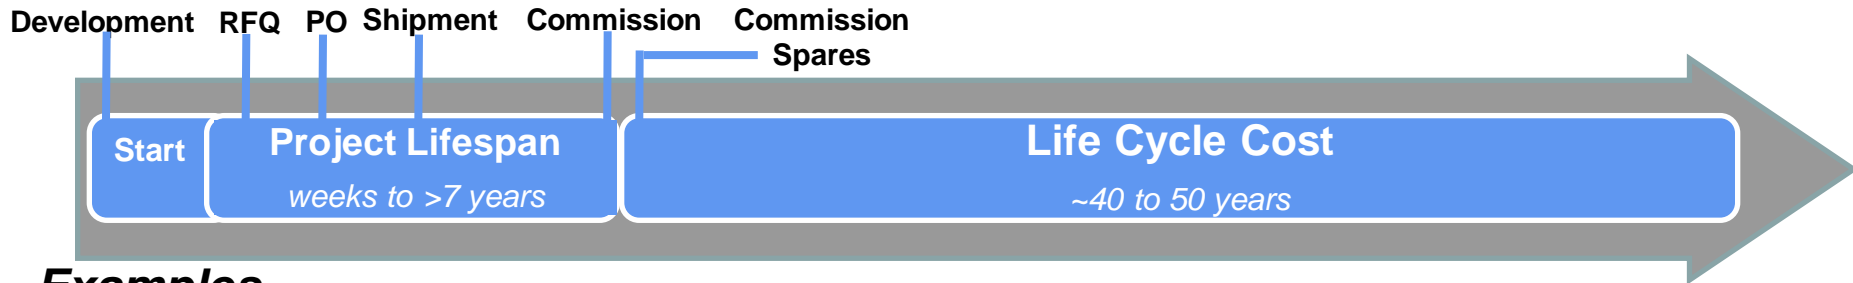 Development RFQ PO Shipment Commission Commission
Spares
Start
Project Lifespan
weeks to >7 years
Life Cycle Cost
~40 to 50 years
Examples